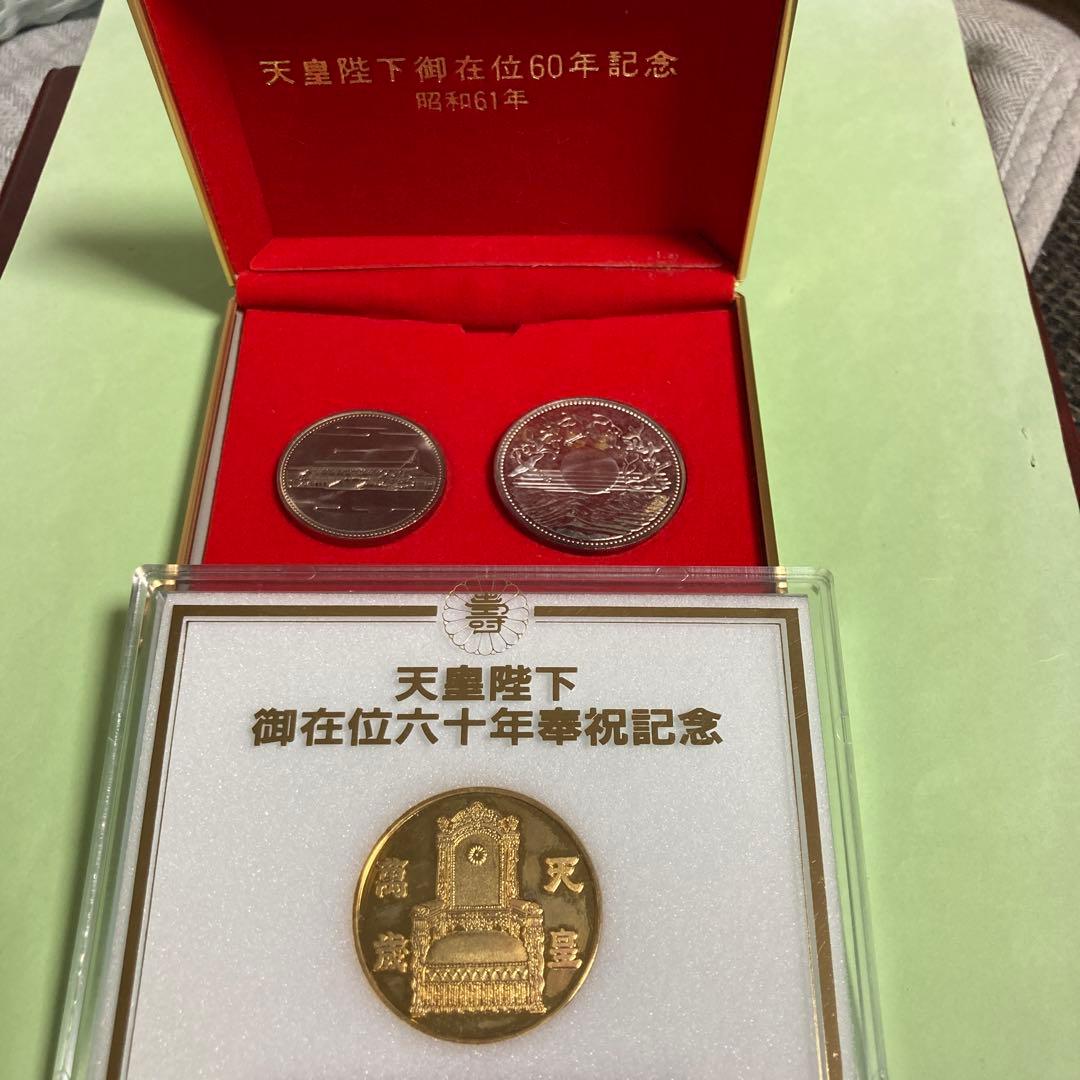 天皇陛下御在位60年記念
昭和61年
壽
天皇陛下
御在位六十年奉祝記念
天皇
萬歳